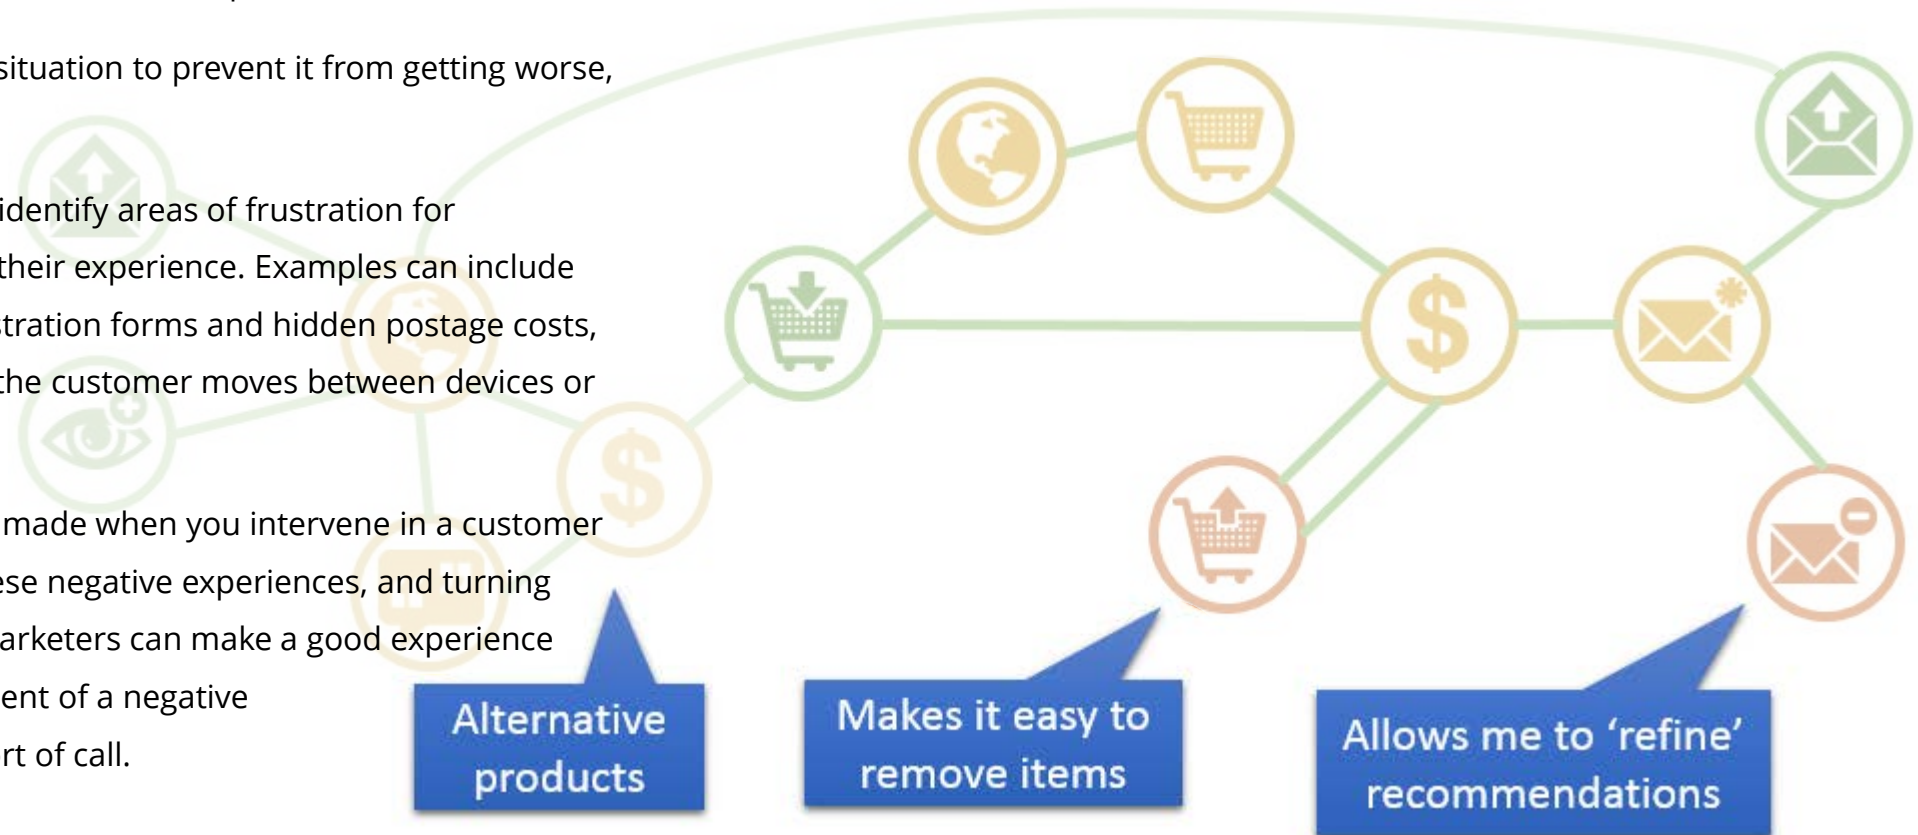 situation to prevent it from getting worse,
identify areas of frustration for
their experience. Examples can include
stration forms and hidden postage costs,
the customer moves between devices or
made when you intervene in a customer
ese negative experiences, and turning
arketers can make a good experience
ent of a negative
rt of call.
Alternative
products
Makes it easy to
remove items
Allows me to ‘refine’
recommendations
$
$